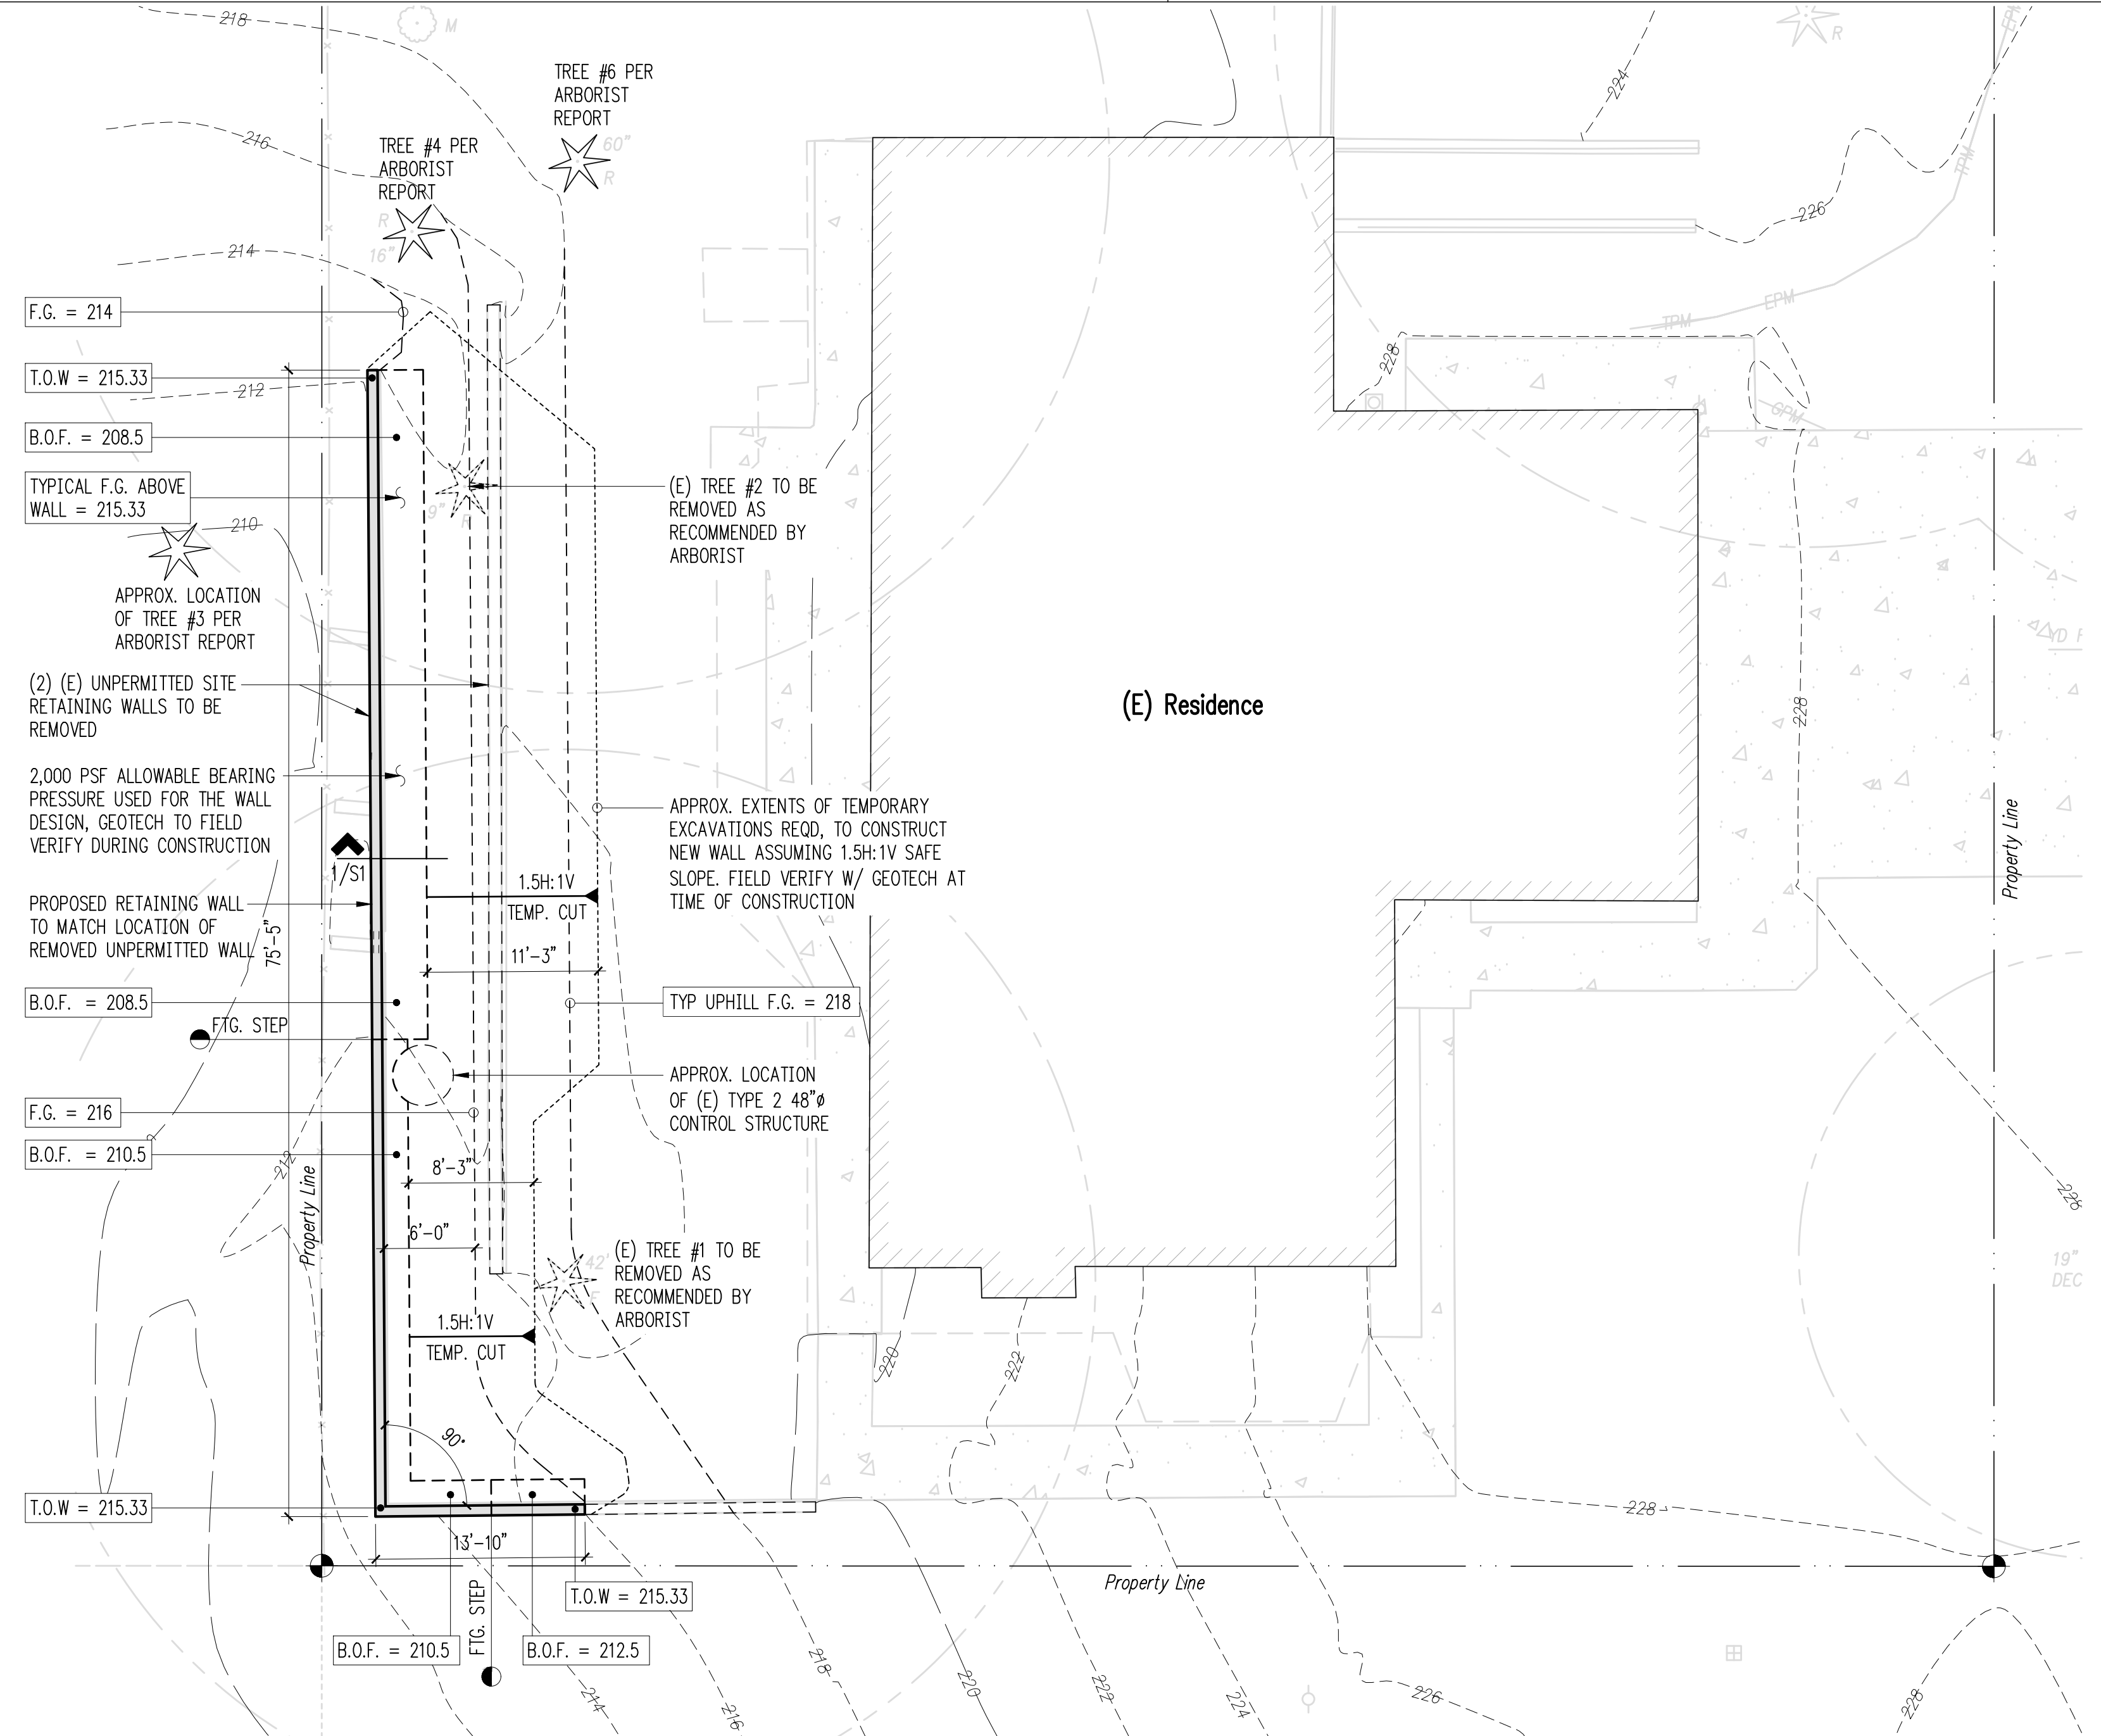 218
M
TREE #6 PER
ARBORIST
REPORT
60"
R
R
EPM
224
216
TREE #4 PER
ARBORIST
REPORT
R
16"
TPM
226
214
F.G. = 214
EPM
TPM
T.O.W = 215.33
212
228
GPM
B.O.F. = 208.5
TYPICAL F.G. ABOVE
WALL = 215.33
9"
(E) TREE #2 TO BE
REMOVED AS
RECOMMENDED BY
ARBORIST
210
APPROX. LOCATION
OF TREE #3 PER
ARBORIST REPORT
(2) (E) UNPERMITTED SITE
RETAINING WALLS TO BE
REMOVED
(E) Residence
228
2,000 PSF ALLOWABLE BEARING
PRESSURE USED FOR THE WALL
DESIGN, GEOTECH TO FIELD
VERIFY DURING CONSTRUCTION
APPROX. EXTENTS OF TEMPORARY
EXCAVATIONS REQD, TO CONSTRUCT
NEW WALL ASSUMING 1.5H:1V SAFE
SLOPE. FIELD VERIFY W/ GEOTECH AT
TIME OF CONSTRUCTION
Property Line
1/S1
1.5H:1V
TEMP. CUT
PROPOSED RETAINING WALL
TO MATCH LOCATION OF
REMOVED UNPERMITTED WALL
75'-5"
11'-3"
B.O.F. = 208.5
TYP UPHILL F.G. = 218
FTG. STEP
APPROX. LOCATION
OF (E) TYPE 2 48"ø
CONTROL STRUCTURE
F.G. = 216
B.O.F. = 210.5
212
8'-3"
Property Line
228
6'-0"
42'
(E) TREE #1 TO BE
REMOVED AS
RECOMMENDED BY
ARBORIST
19"
DEC
1.5H:1V
TEMP. CUT
220
222
90°
T.O.W = 215.33
228
13'-10"
Property Line
T.O.W = 215.33
FTG. STEP
B.O.F. = 210.5
B.O.F. = 212.5
214
216
218
220
222
224
226
228